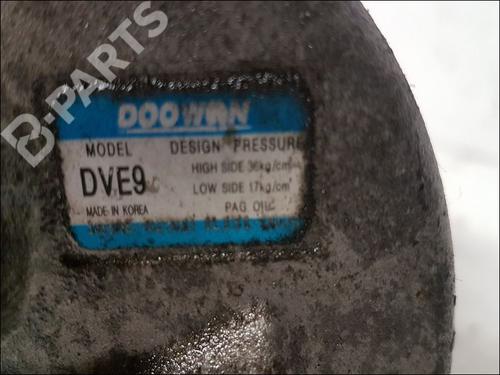 B-PARTS
DOOWON
MODEL DESIGN PRESSURE
DVE9 HIGH SIDE 36kg/cm²
LOW SIDE 17kg/cm²
MADE IN KOREA PAG OIL